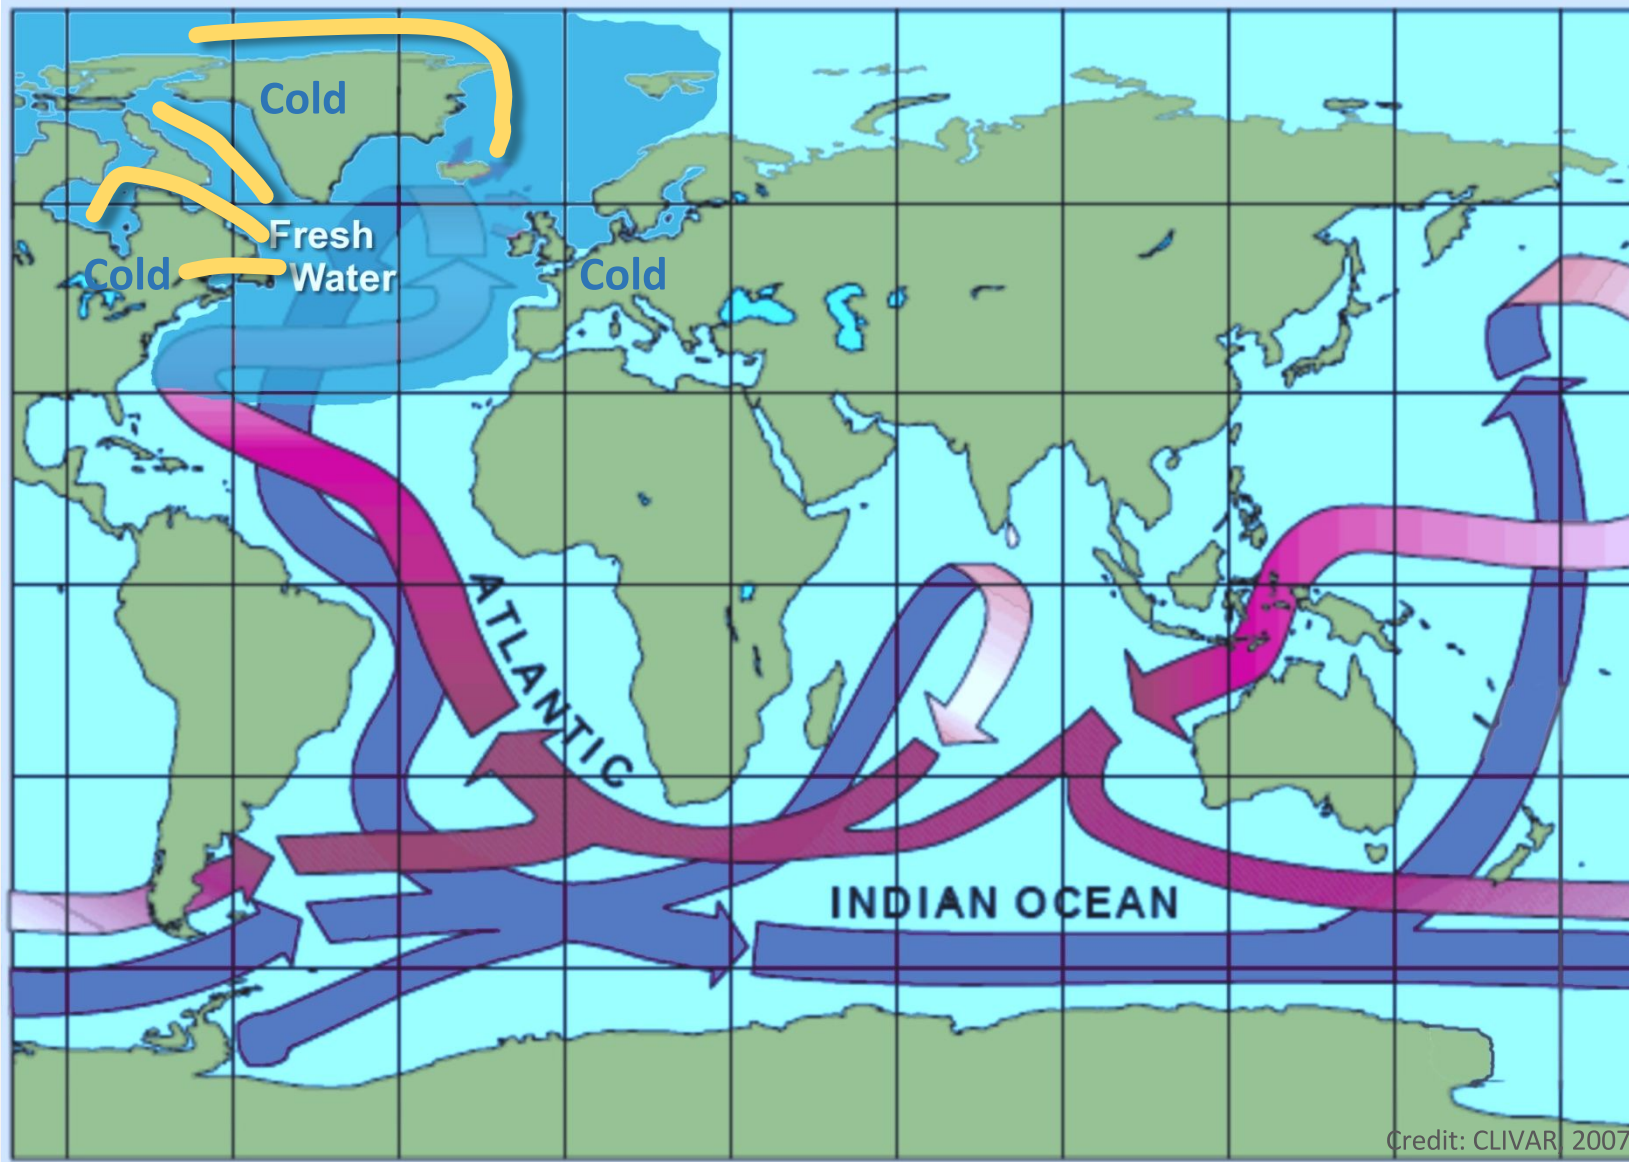 Cold
Fresh
Water
Cold
Cold
ATLANTIC
INDIAN OCEAN
Credit: CLIVAR, 2007